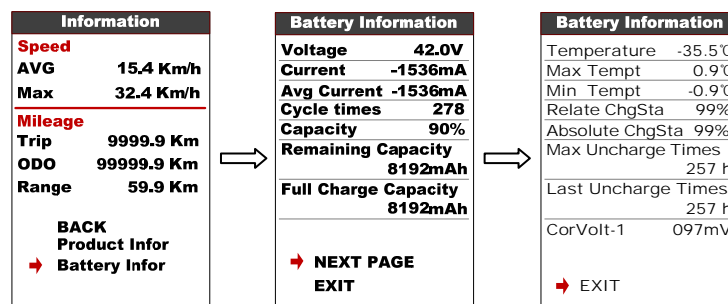 Information
Speed
AVG 15.4 Km/h
Max 32.4 Km/h
Mileage
Trip 9999.9 Km
ODO 99999.9 Km
Range 59.9 Km
BACK
Product Infor
Battery Infor
Battery Information
Voltage 42.0V
Current -1536mA
Avg Current -1536mA
Cycle times 278
Capacity 90%
Remaining Capacity
8192mAh
Full Charge Capacity
8192mAh
NEXT PAGE
EXIT
Battery Information
Temperature -35.5℃
Max Tempt 0.9℃
Min Tempt -0.9℃
Relate ChgSta 99%
Absolute ChgSta 99%
Max Uncharge Times
257 h
Last Uncharge Times
257 h
CorVolt-1 097mV
EXIT